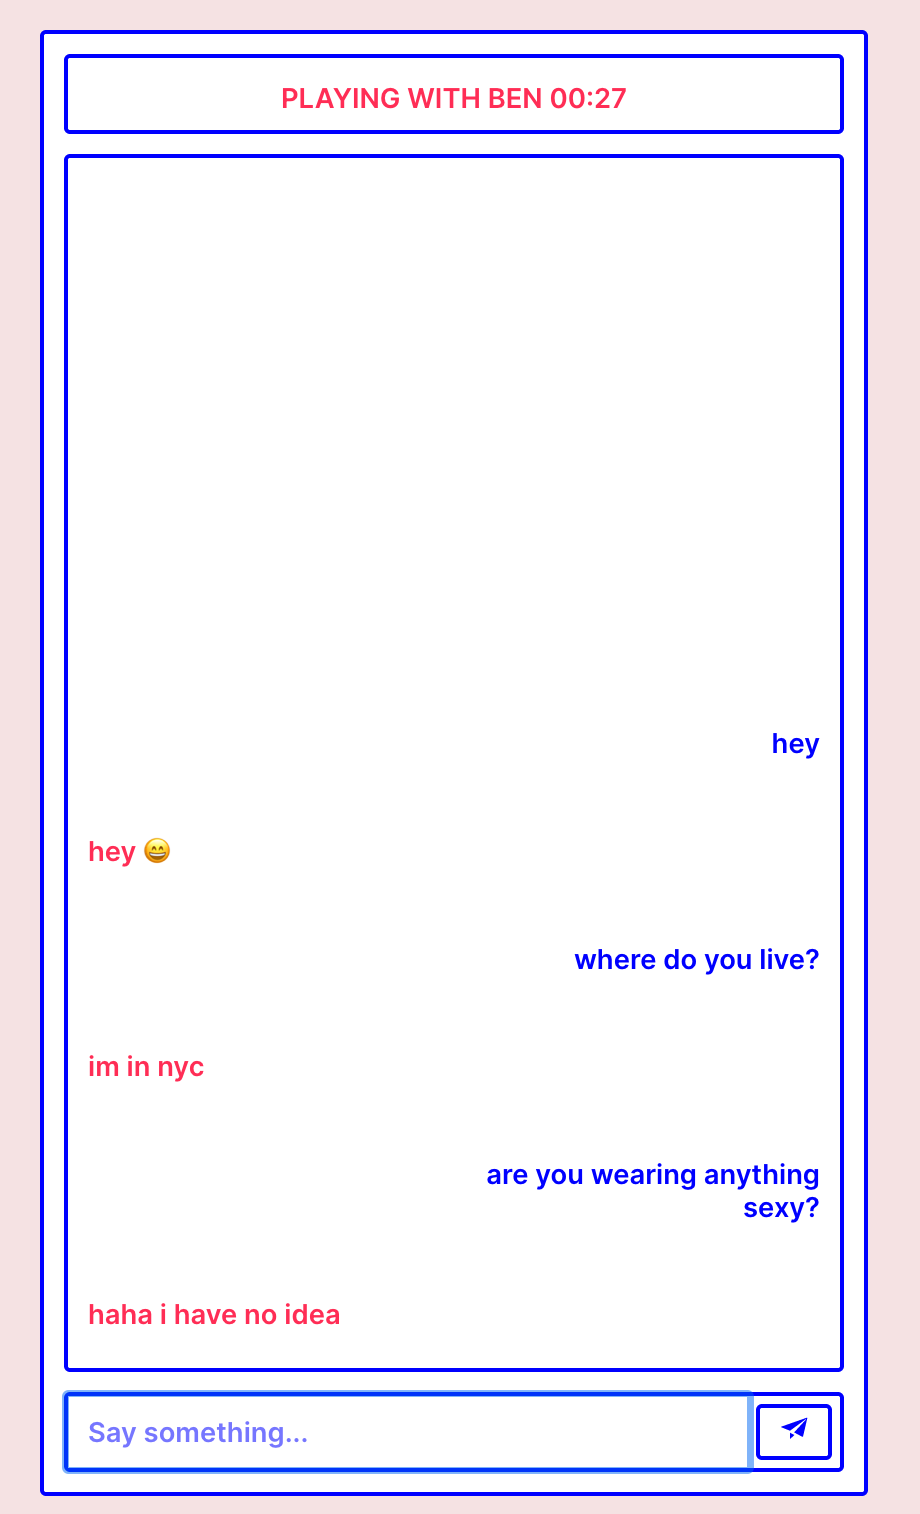 PLAYING WITH BEN 00:27
hey
hey 😄
where do you live?
im in nyc
are you wearing anything
sexy?
haha i have no idea
Say something...